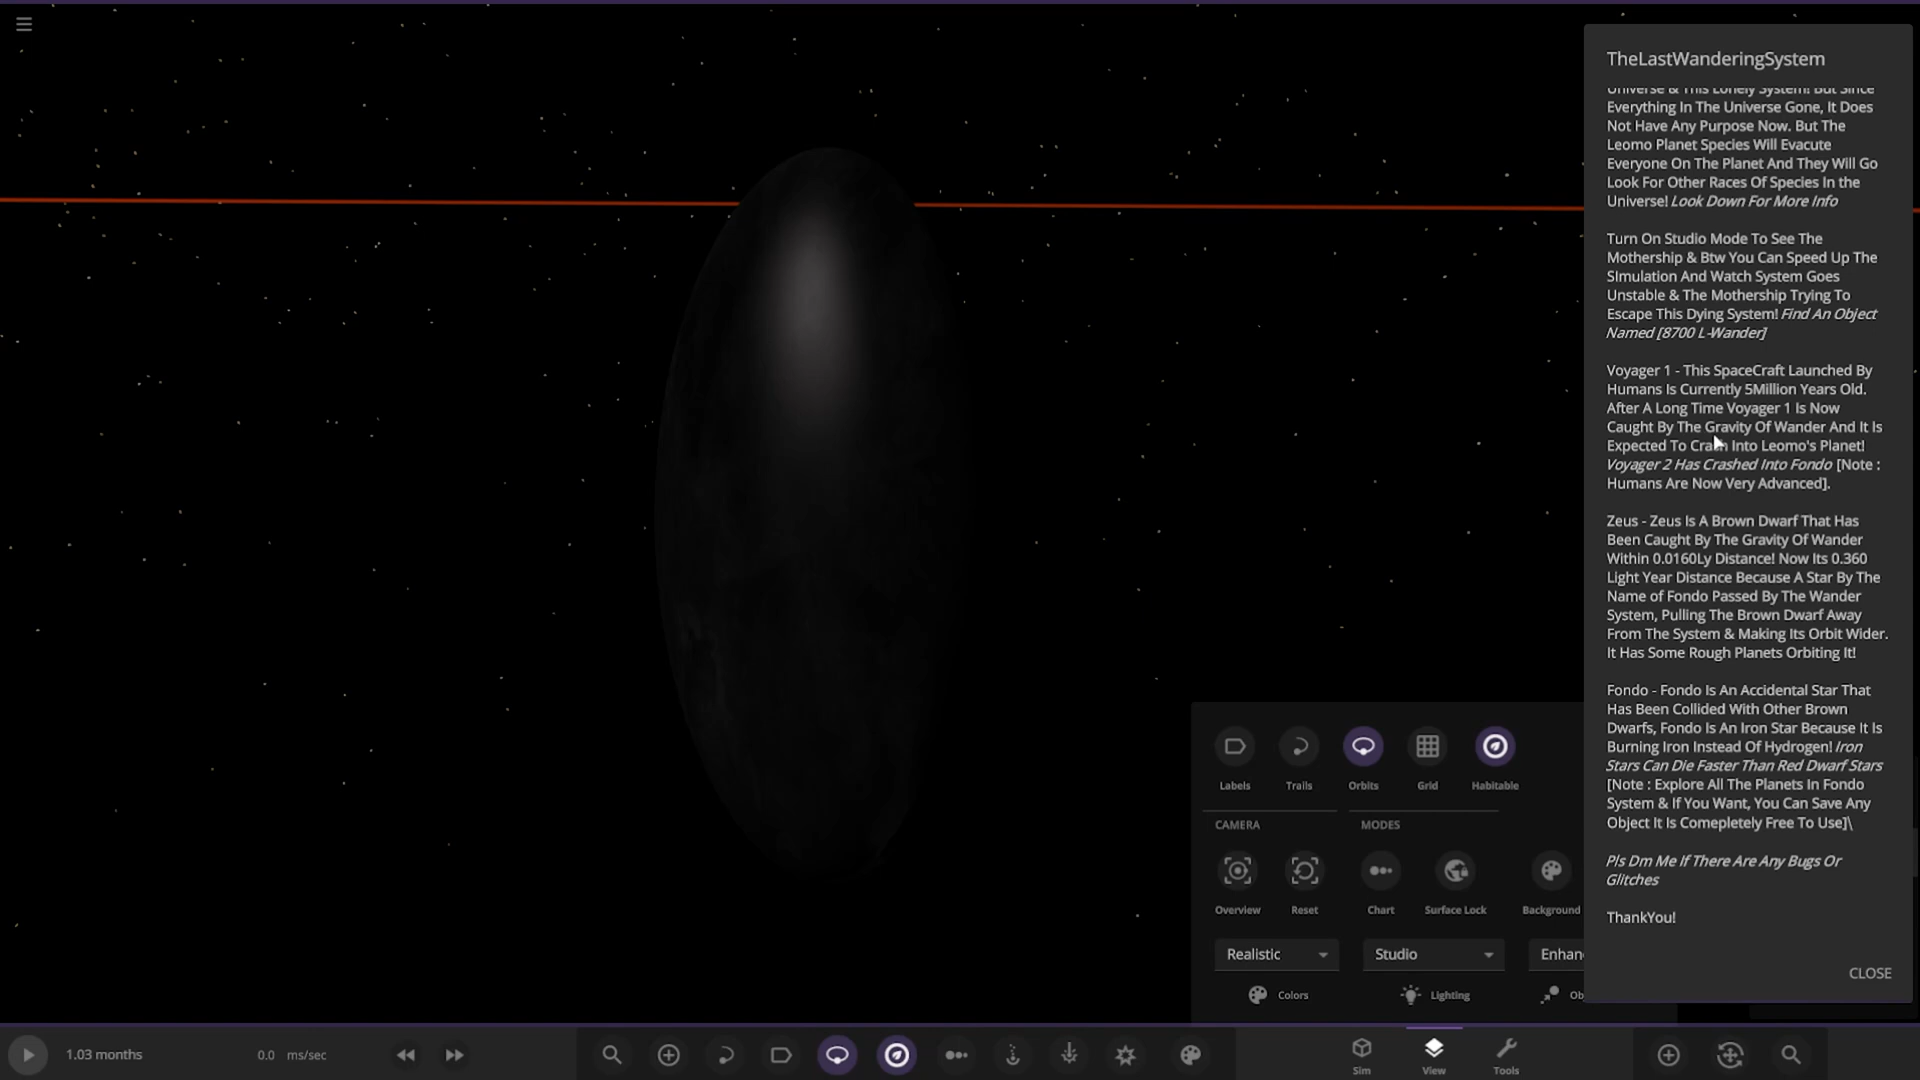 TheLastWanderingSystem
Universe & This Lonely System! But Since
Everything In The Universe Gone, It Does
Not Have Any Purpose Now. But The
Leomo Planet Species Will Evacute
Everyone On The Planet And They Will Go
Look For Other Races Of Species In the
Universe! Look Down For More Info
Turn On Studio Mode To See The
Mothership & Btw You Can Speed Up The
SImulation And Watch System Goes
Unstable & The Mothership Trying To
Escape This Dying System! Find An Object
Named [8700 L-Wander]
Voyager 1 - This SpaceCraft Launched By
Humans Is Currently 5Million Years Old.
After A Long Time Voyager 1 Is Now
Caught By The Gravity Of Wander And It Is
Expected To Crash Into Leomo's Planet!
Voyager 2 Has Crashed Into Fondo [Note :
Humans Are Now Very Advanced].
Zeus - Zeus Is A Brown Dwarf That Has
Been Caught By The Gravity Of Wander
Within 0.0160Ly Distance! Now Its 0.360
Light Year Distance Because A Star By The
Name of Fondo Passed By The Wander
System, Pulling The Brown Dwarf Away
From The System & Making Its Orbit Wider.
It Has Some Rough Planets Orbiting It!
Fondo - Fondo Is An Accidental Star That
Has Been Collided With Other Brown
Dwarfs, Fondo Is An Iron Star Because It Is
Burning Iron Instead Of Hydrogen! Iron
Stars Can Die Faster Than Red Dwarf Stars
[Note : Explore All The Planets In Fondo
System & If You Want, You Can Save Any
Object It Is Comepletely Free To Use]\
Pls Dm Me If There Are Any Bugs Or
Glitches
ThankYou!
CLOSE
Labels Trails Orbits Grid Habitable
CAMERA MODES
Overview Reset Chart Surface Lock Background
Realistic Studio Enhan
Colors Lighting Ob
1.03 months 0.0 ms/sec
Sim View Tools